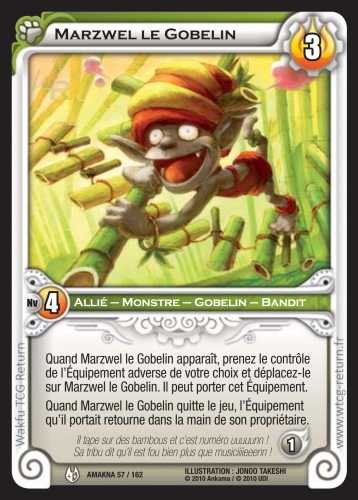 Marzwel le Gobelin
3
Nv 4
Allié – Monstre – Gobelin – Bandit
Quand Marzwel le Gobelin apparaît, prenez le contrôle
de l'Équipement adverse de votre choix et déplacez-le
sur Marzwel le Gobelin. Il peut porter cet Équipement.
Quand Marzwel le Gobelin quitte le jeu, l'Équipement
qu'il portait retourne dans la main de son propriétaire.
Il tape sur des bambous et c'est numéro uuuuurn !
Sa tribu dit qu'il est fou bien plus que musiciiieeenn !
1
AMAKNA 57 / 162
ILLUSTRATION : JONOO TAKESHI
© 2010 Ankama / © 2010 UDI
Wakfu TCG Return
www.wtcg-return.fr